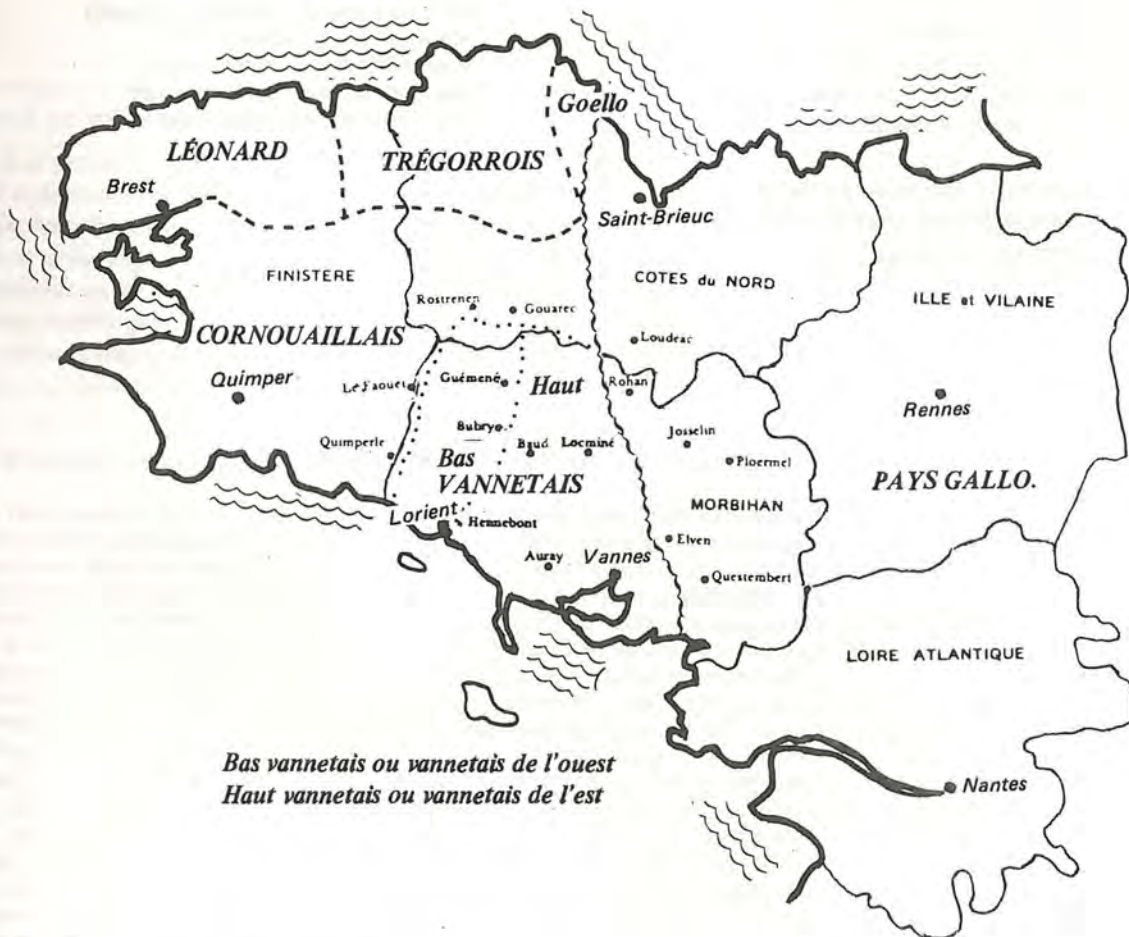 Goello
LÉONARD
TRÉGORROIS
Brest
Saint-Brieuc
FINISTÈRE
COTES du NORD
ILLE et VILAINE
Rostrenen
Gouarec
CORNOUAILLAIS
Loudeac
Quimper
Le Faouet
Guémené
Haut
Rohan
Rennes
Bubry
Josselin
Quimperle
Baud
Locminé
Ploermel
Bas
VANNETAIS
PAYS GALLO.
MORBIHAN
Lorient
Hennebont
Elven
Auray
Vannes
Questembert
LOIRE ATLANTIQUE
Bas vannetais ou vannetais de l'ouest
Haut vannetais ou vannetais de l'est
Nantes